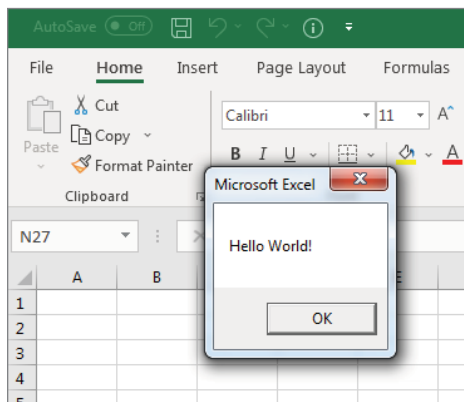 AutoSave Off
File Home Insert Page Layout Formulas
Cut
Copy
Paste
Format Painter
Clipboard
Calibri 11 A
B I U A
Microsoft Excel
Hello World!
OK
N27
A B E
1
2
3
4
5